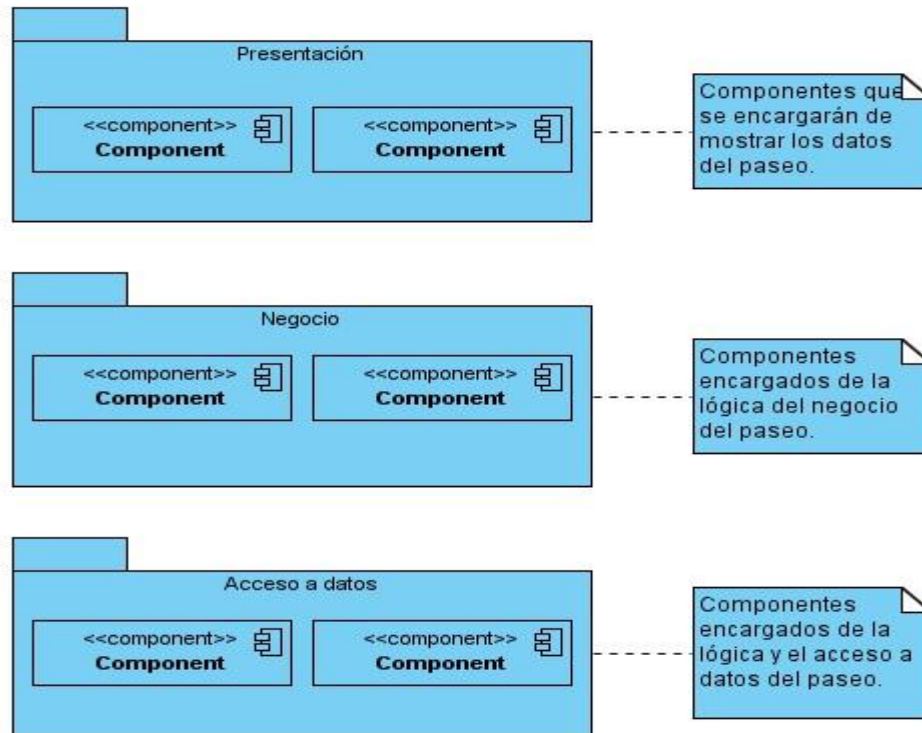 Presentación
<<component>>
Component
<<component>>
Component
Componentes que
se encargarán de
mostrar los datos
del paseo.
Negocio
<<component>>
Component
<<component>>
Component
Componentes
encargados de la
lógica del negocio
del paseo.
Acceso a datos
<<component>>
Component
<<component>>
Component
Componentes
encargados de la
lógica y el acceso a
datos del paseo.